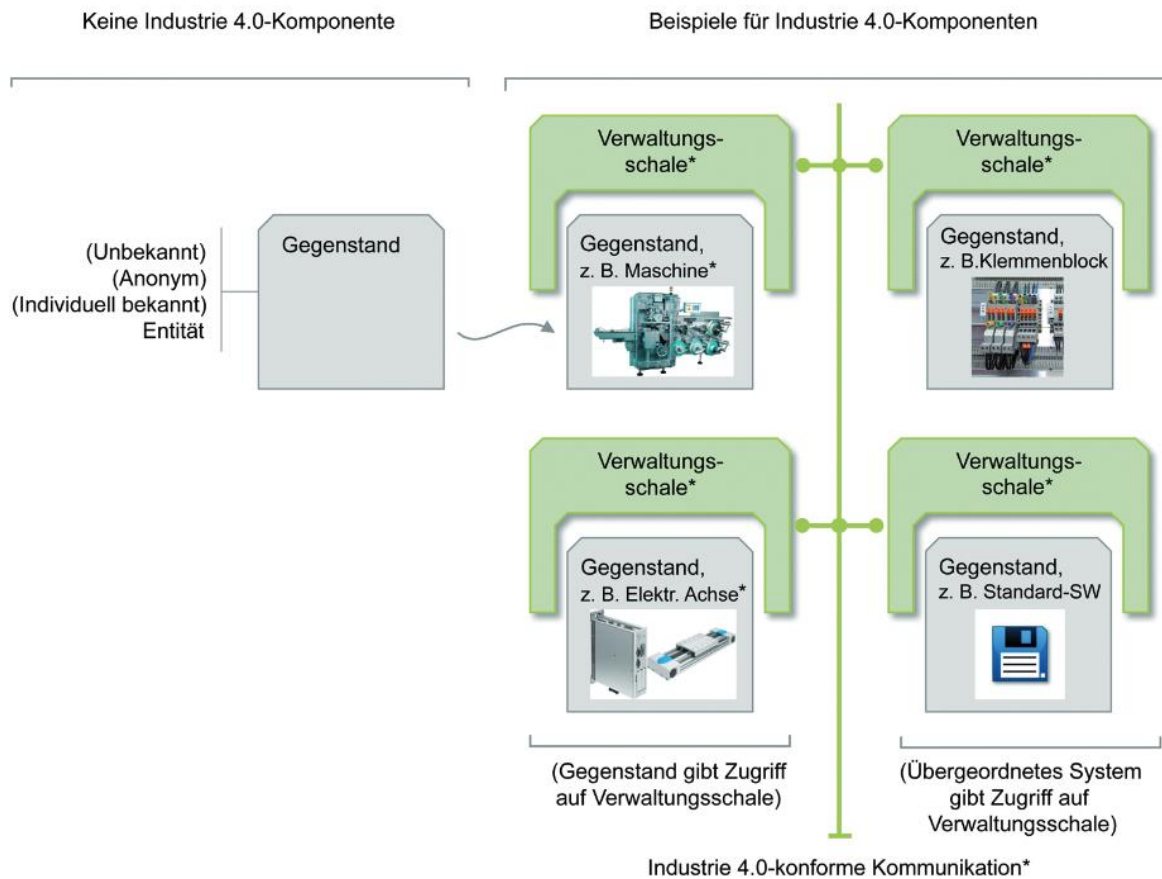 Keine Industrie 4.0-Komponente
Beispiele für Industrie 4.0-Komponenten
(Unbekannt)
(Anonym)
(Individuell bekannt)
Entität
Gegenstand
Verwaltungs-
schale*
Gegenstand,
z. B. Maschine*
Verwaltungs-
schale*
Gegenstand,
z. B.Klemmenblock
Verwaltungs-
schale*
Gegenstand,
z. B. Elektr. Achse*
Verwaltungs-
schale*
Gegenstand,
z. B. Standard-SW
(Gegenstand gibt Zugriff
auf Verwaltungsschale)
(Übergeordnetes System
gibt Zugriff auf
Verwaltungsschale)
Industrie 4.0-konforme Kommunikation*